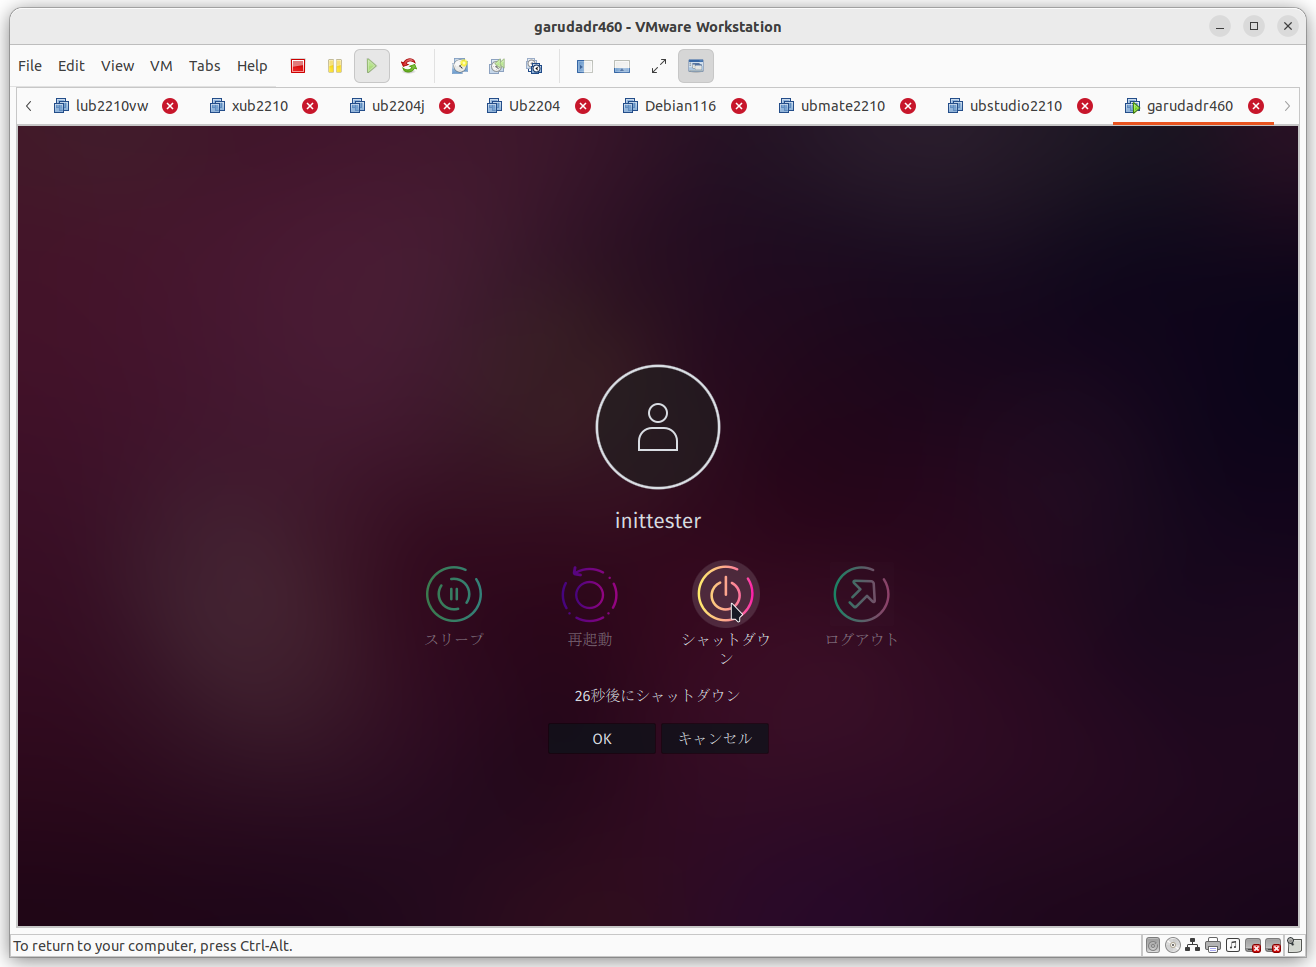 garudadr460 - VMware Workstation
File Edit View VM Tabs Help
lub2210vw xub2210 ub2204j Ub2204 Debian116 ubmate2210 ubstudio2210 garudadr460
inittester
スリープ 再起動 シャットダウ ログアウト
ン
26秒後にシャットダウン
OK キャンセル
To return to your computer, press Ctrl-Alt.